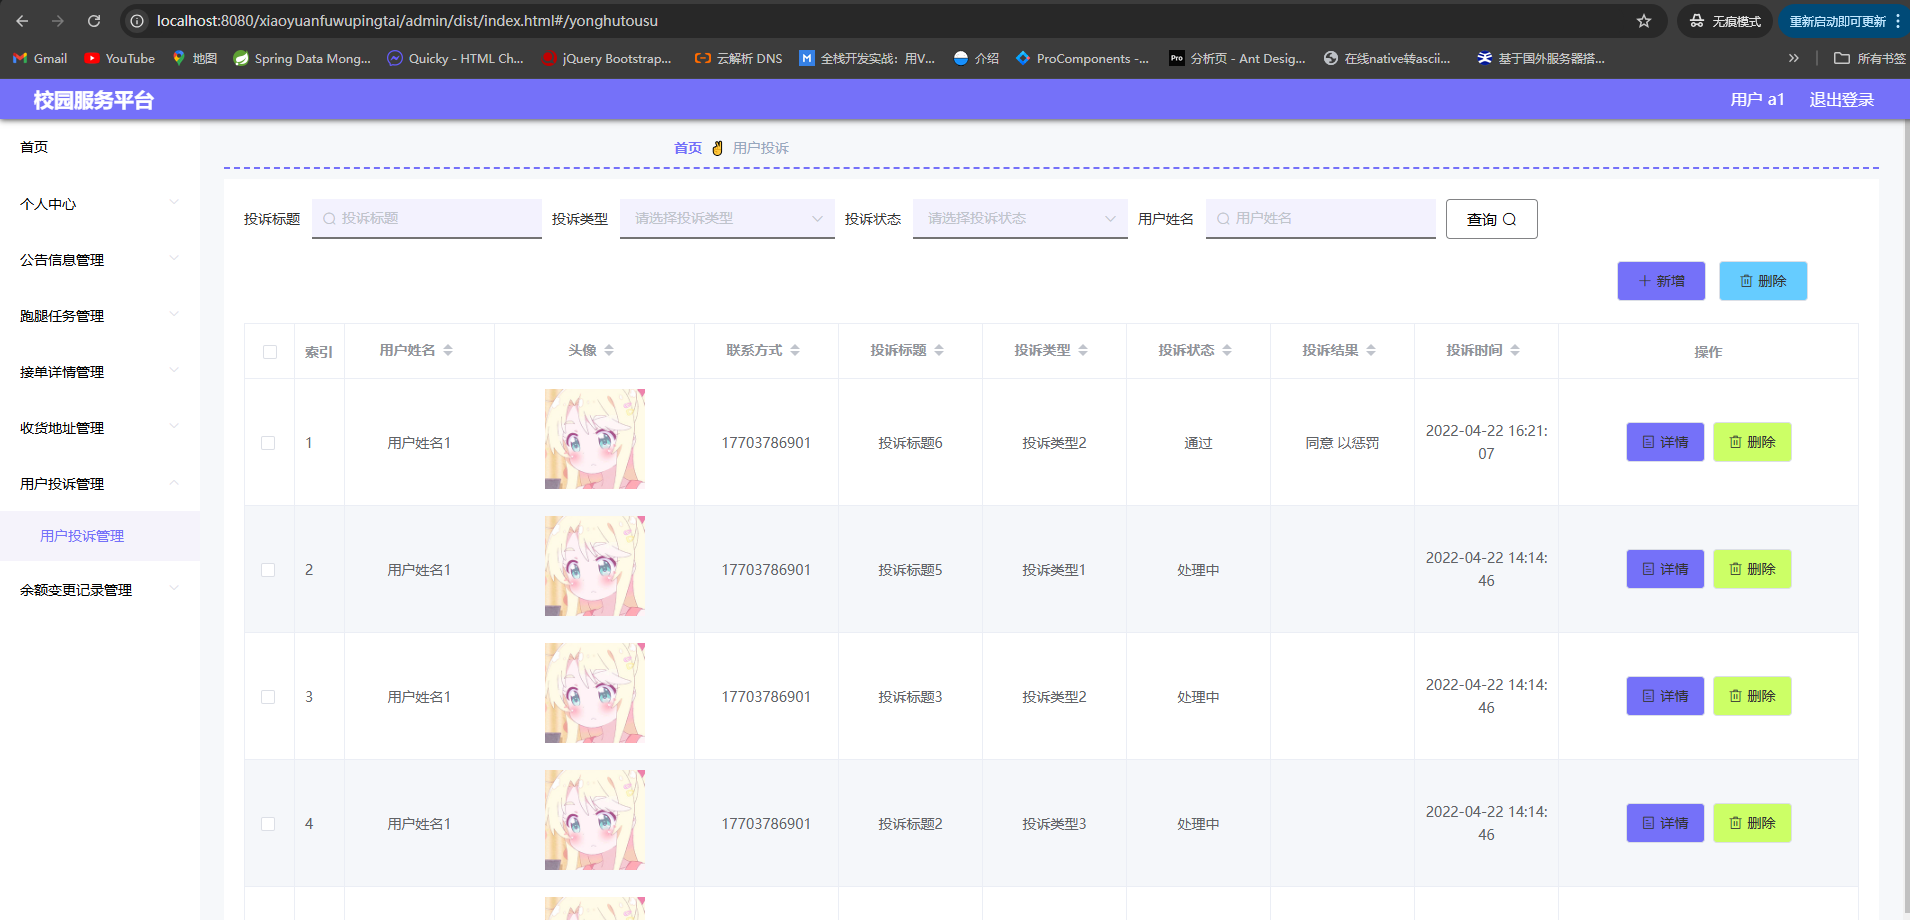 localhost:8080/xiaoyuanfuwupingtai/admin/dist/index.html#/yonghutousu
无痕模式
重新启动即可更新
Gmail
YouTube
地图
Spring Data Mong...
Quicky - HTML Ch...
jQuery Bootstrap...
云解析 DNS
全栈开发实战：用V...
介绍
ProComponents -...
Pro
分析页 - Ant Desig...
在线native转ascii...
基于国外服务器搭...
所有书签
校园服务平台
用户 a1
退出登录
首页
个人中心
公告信息管理
跑腿任务管理
接单详情管理
收货地址管理
用户投诉管理
用户投诉管理
余额变更记录管理
首页 用户投诉
投诉标题 投诉标题 投诉类型 请选择投诉类型 投诉状态 请选择投诉状态 用户姓名 用户姓名 查询
新增 删除
索引 用户姓名 头像 联系方式 投诉标题 投诉类型 投诉状态 投诉结果 投诉时间 操作
1 用户姓名1 17703786901 投诉标题6 投诉类型2 通过 同意 以惩罚 2022-04-22 16:21:
07
详情 删除
2 用户姓名1 17703786901 投诉标题5 投诉类型1 处理中 2022-04-22 14:14:
46
详情 删除
3 用户姓名1 17703786901 投诉标题3 投诉类型2 处理中 2022-04-22 14:14:
46
详情 删除
4 用户姓名1 17703786901 投诉标题2 投诉类型3 处理中 2022-04-22 14:14:
46
详情 删除